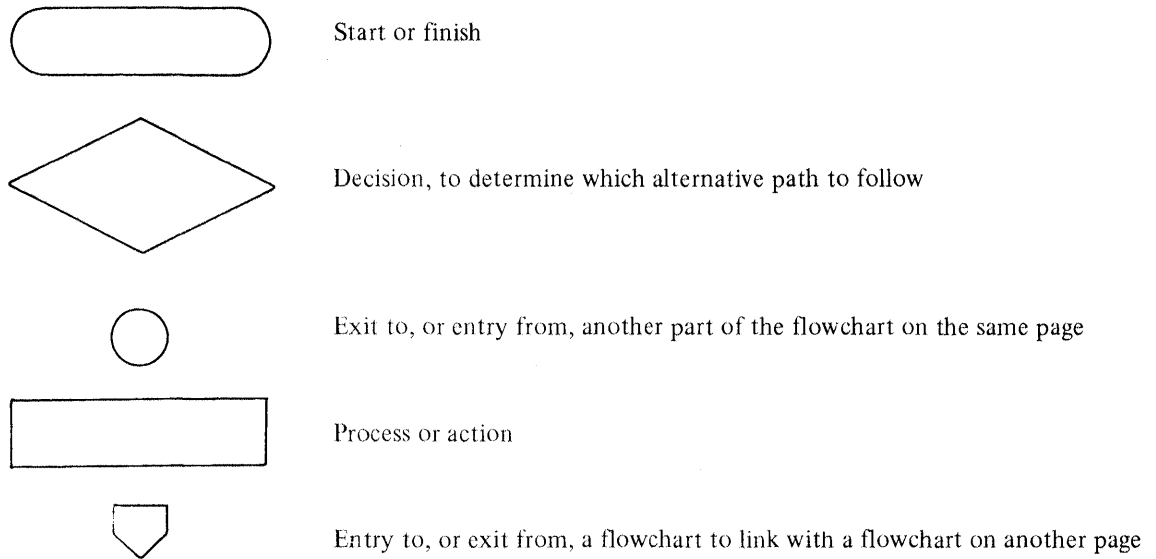 Start or finish
Decision, to determine which alternative path to follow
Exit to, or entry from, another part of the flowchart on the same page
Process or action
Entry to, or exit from, a flowchart to link with a flowchart on another page